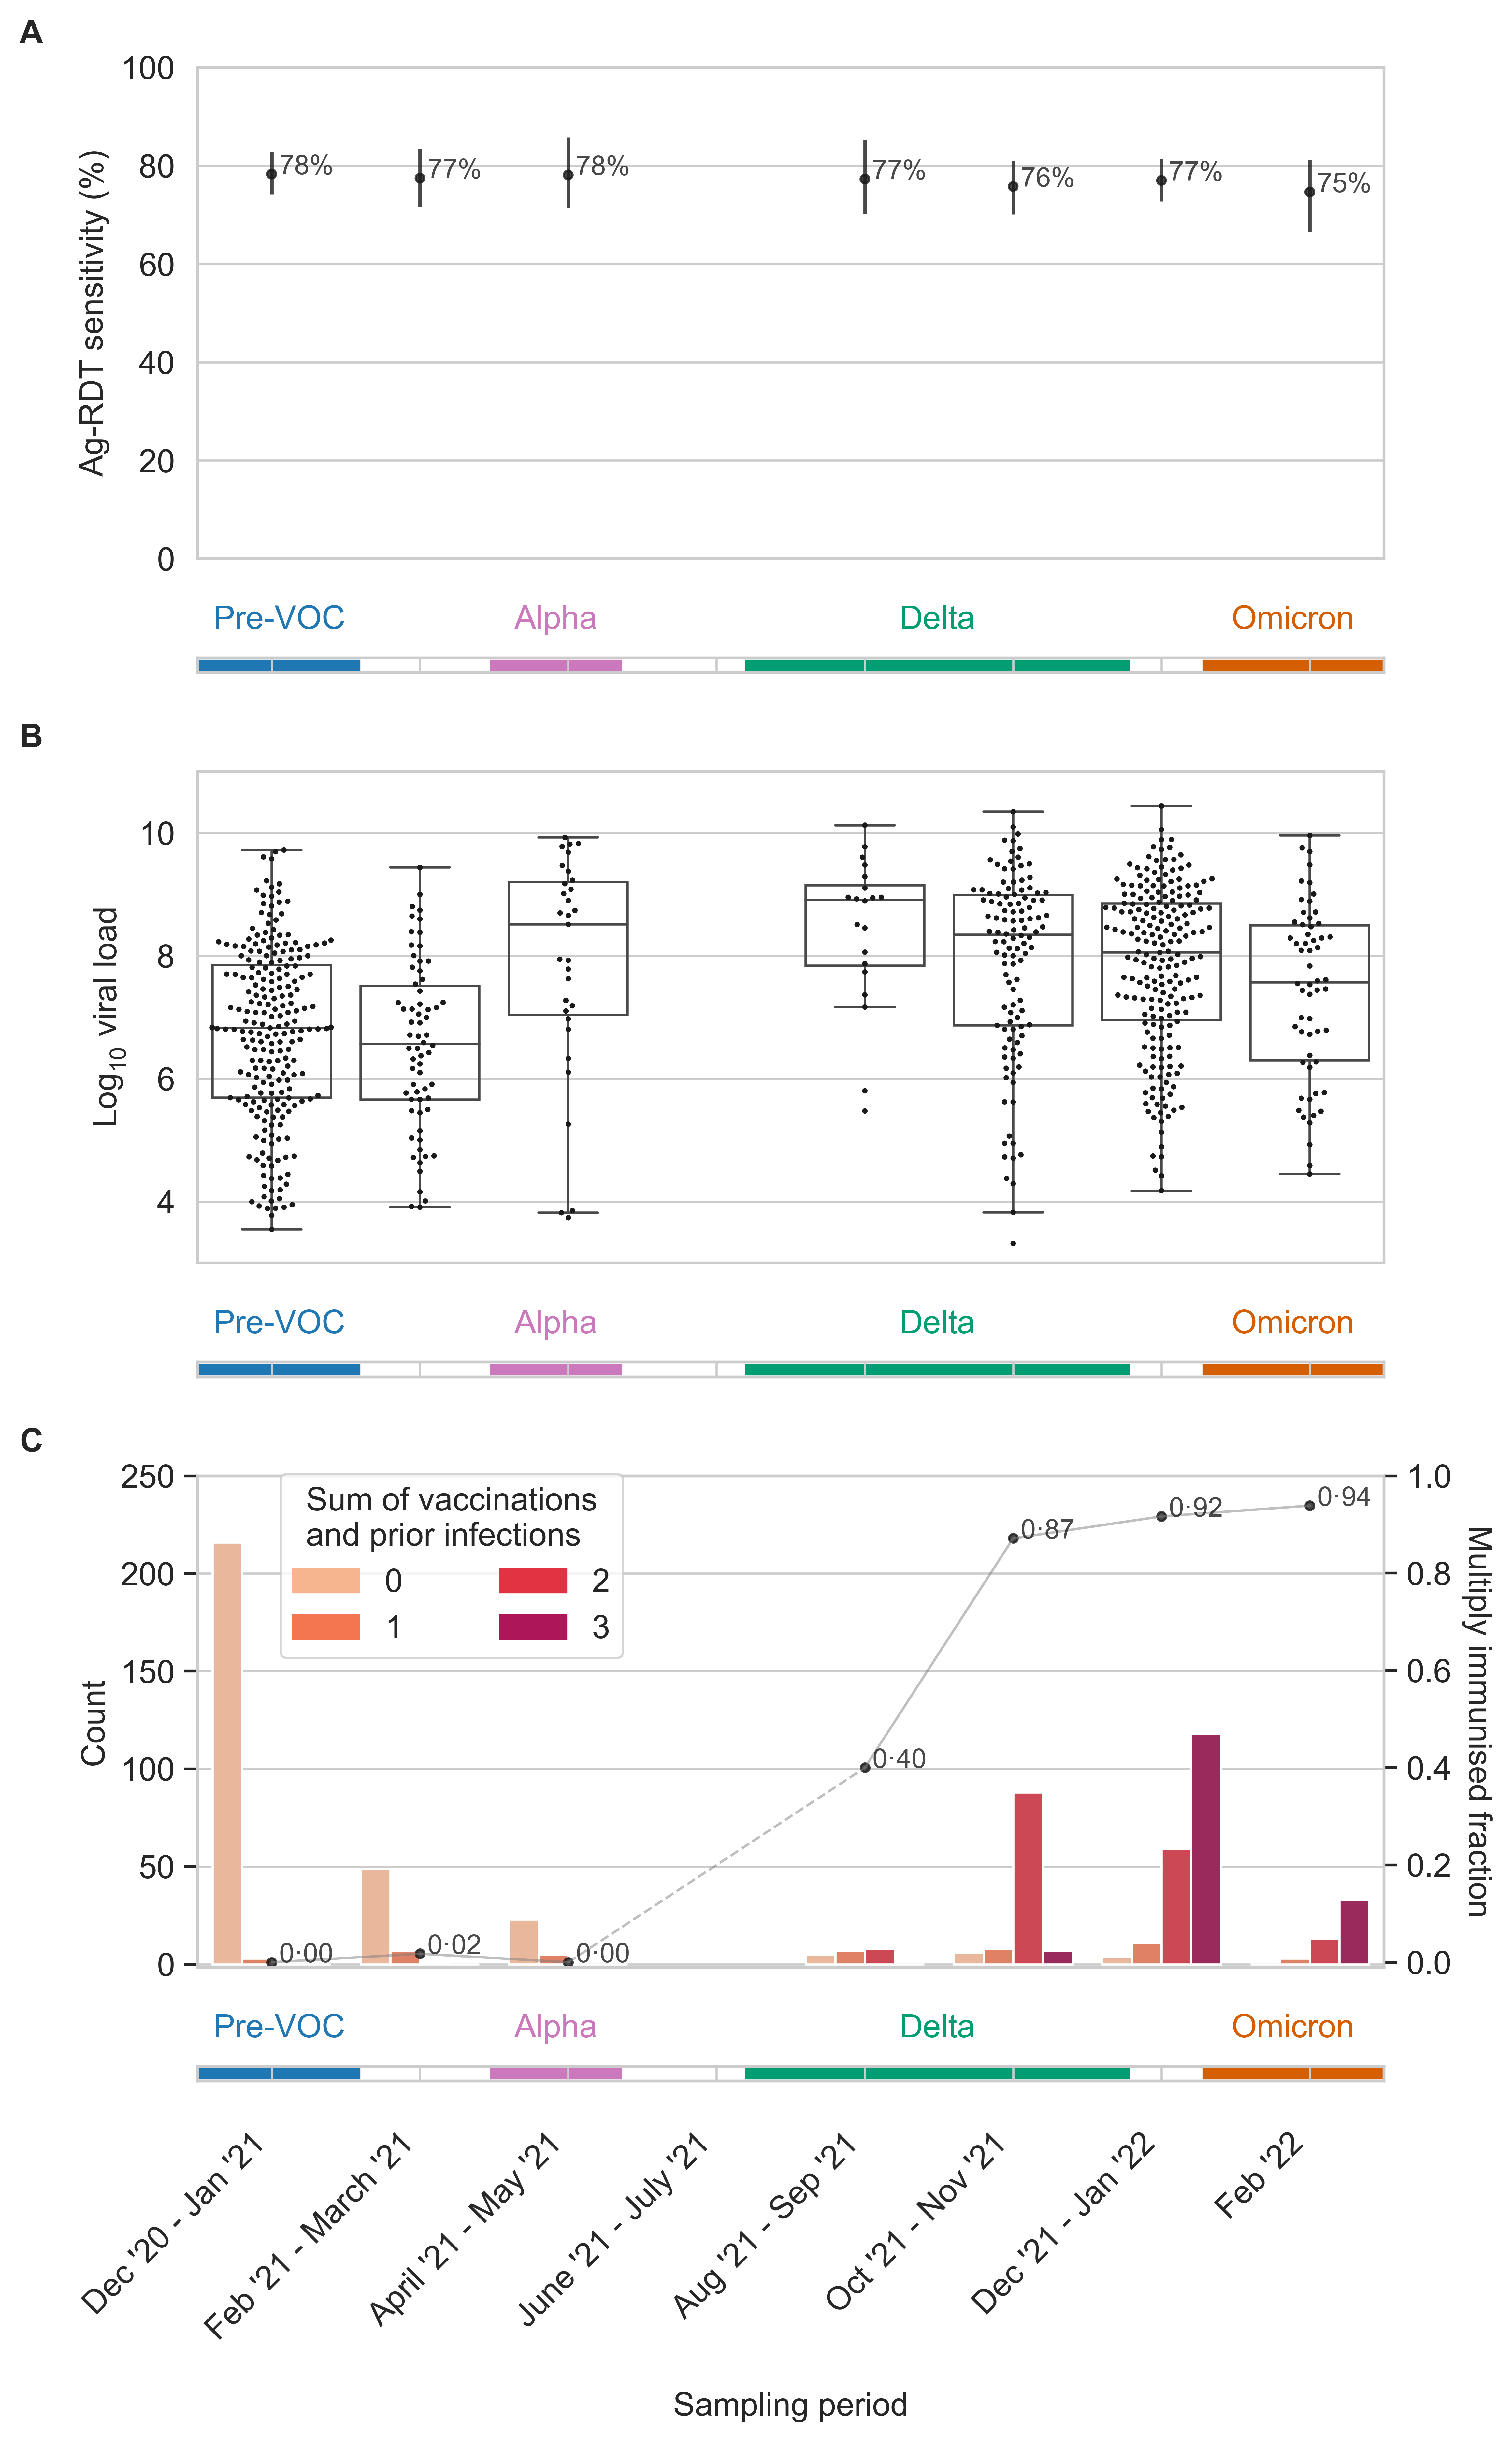 A
100
80
60
40
20
0
Ag-RDT sensitivity (%)
78%
77%
78%
77%
76%
77%
75%
Pre-VOC Alpha Delta Omicron
B
10
8
6
4
Log10 viral load
Pre-VOC Alpha Delta Omicron
C
250
200
150
100
50
0
Count
Sum of vaccinations
and prior infections
0 2
1 3
0·00
0·02
0·00
0·40
0·87
0·92
0·94
1.0
0.8
0.6
0.4
0.2
0.0
Multiply immunised fraction
Pre-VOC Alpha Delta Omicron
Dec '20 - Jan '21
Feb '21 - March '21
April '21 - May '21
June '21 - July '21
Aug '21 - Sep '21
Oct '21 - Nov '21
Dec '21 - Jan '22
Feb '22
Sampling period